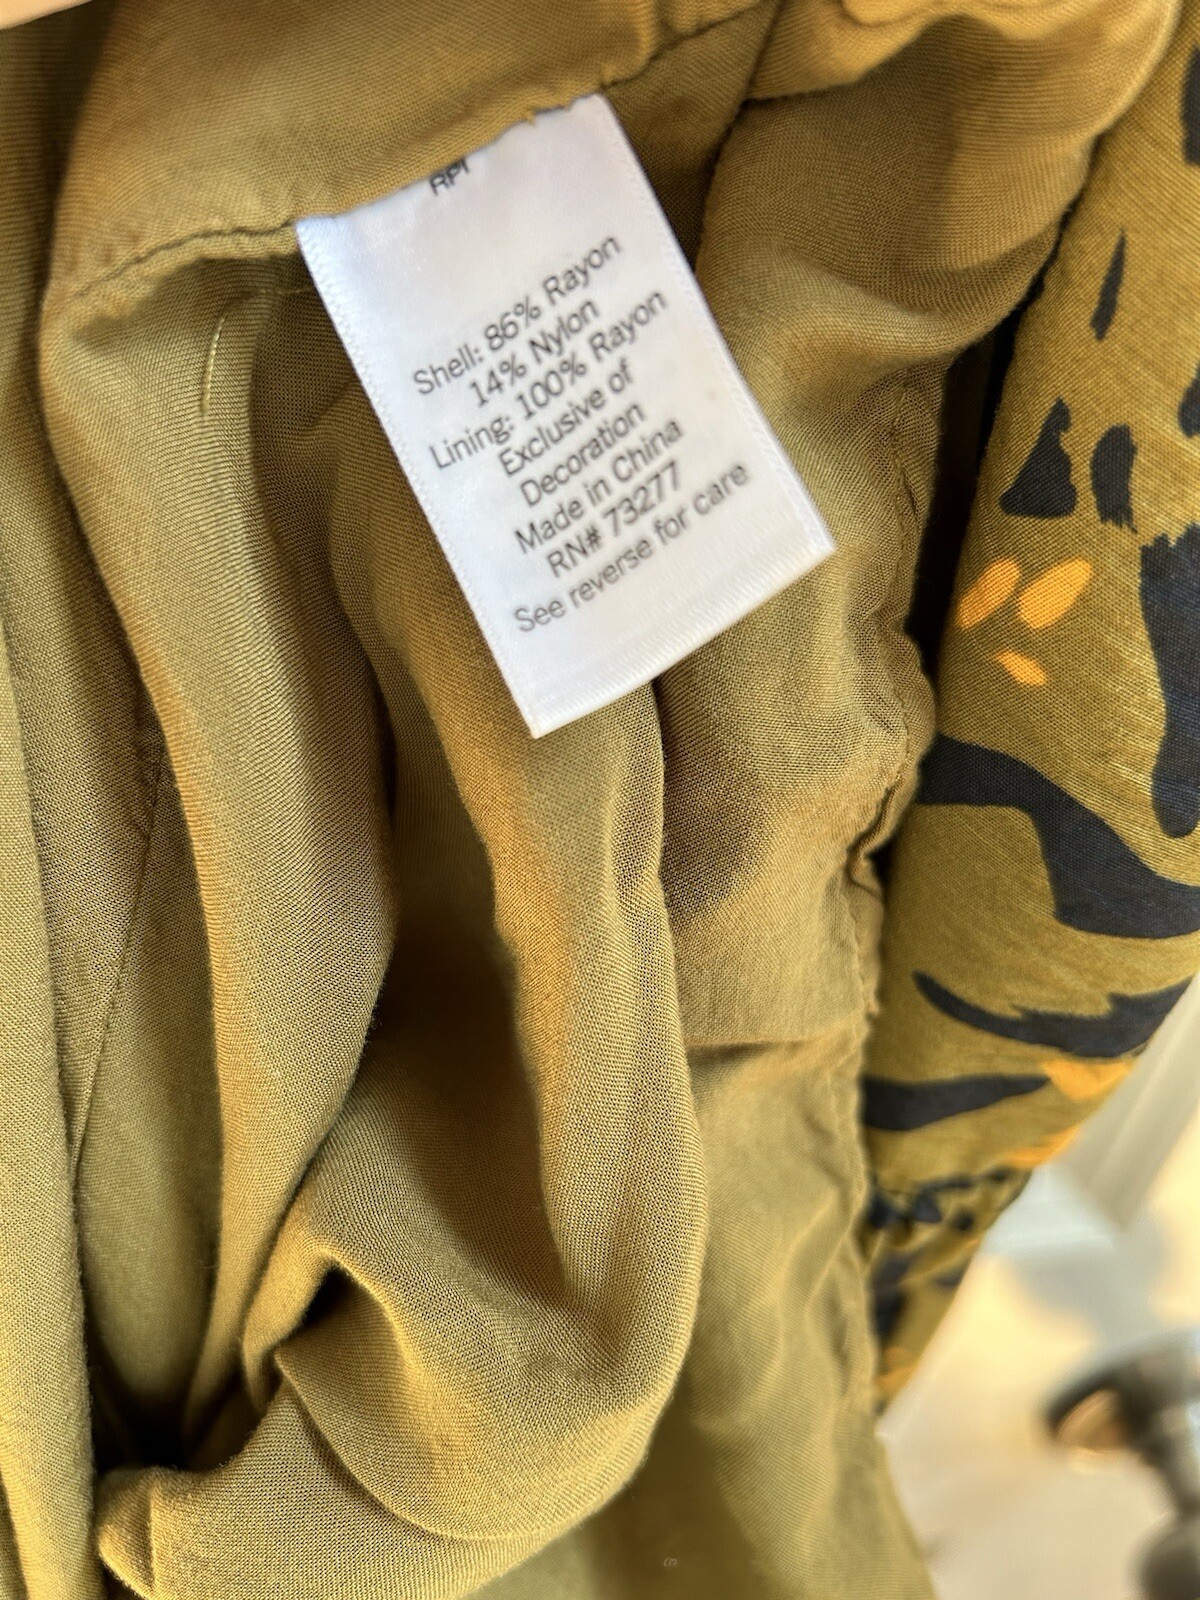 RPI
Shell: 86% Rayon
14% Nylon
Lining: 100% Rayon
Exclusive of
Decoration
Made in China
RN# 73277
See reverse for care